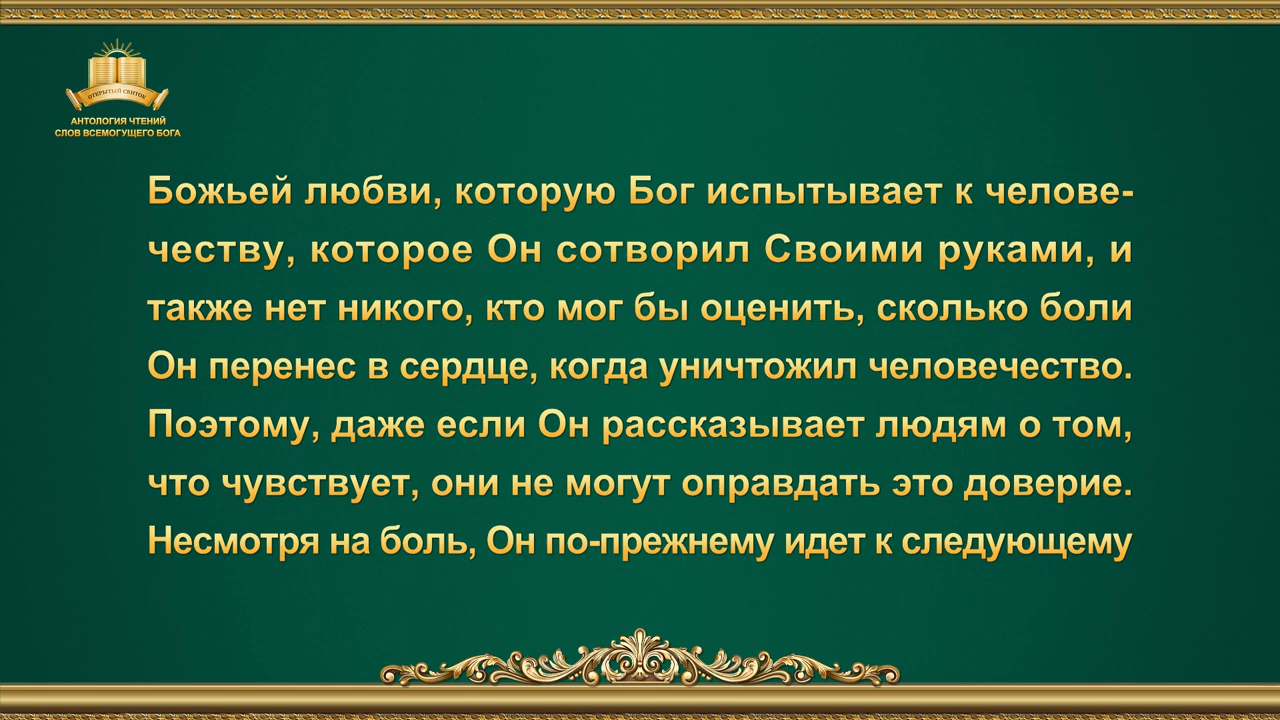 ОТКРЫТЫЙ СВИТОК
АНТОЛОГИЯ ЧТЕНИЙ
СЛОВ ВСЕМОГУЩЕГО БОГА
Божьей любви, которую Бог испытывает к челове-
честву, которое Он сотворил Своими руками, и
также нет никого, кто мог бы оценить, сколько боли
Он перенес в сердце, когда уничтожил человечество.
Поэтому, даже если Он рассказывает людям о том,
что чувствует, они не могут оправдать это доверие.
Несмотря на боль, Он по-прежнему идет к следующему